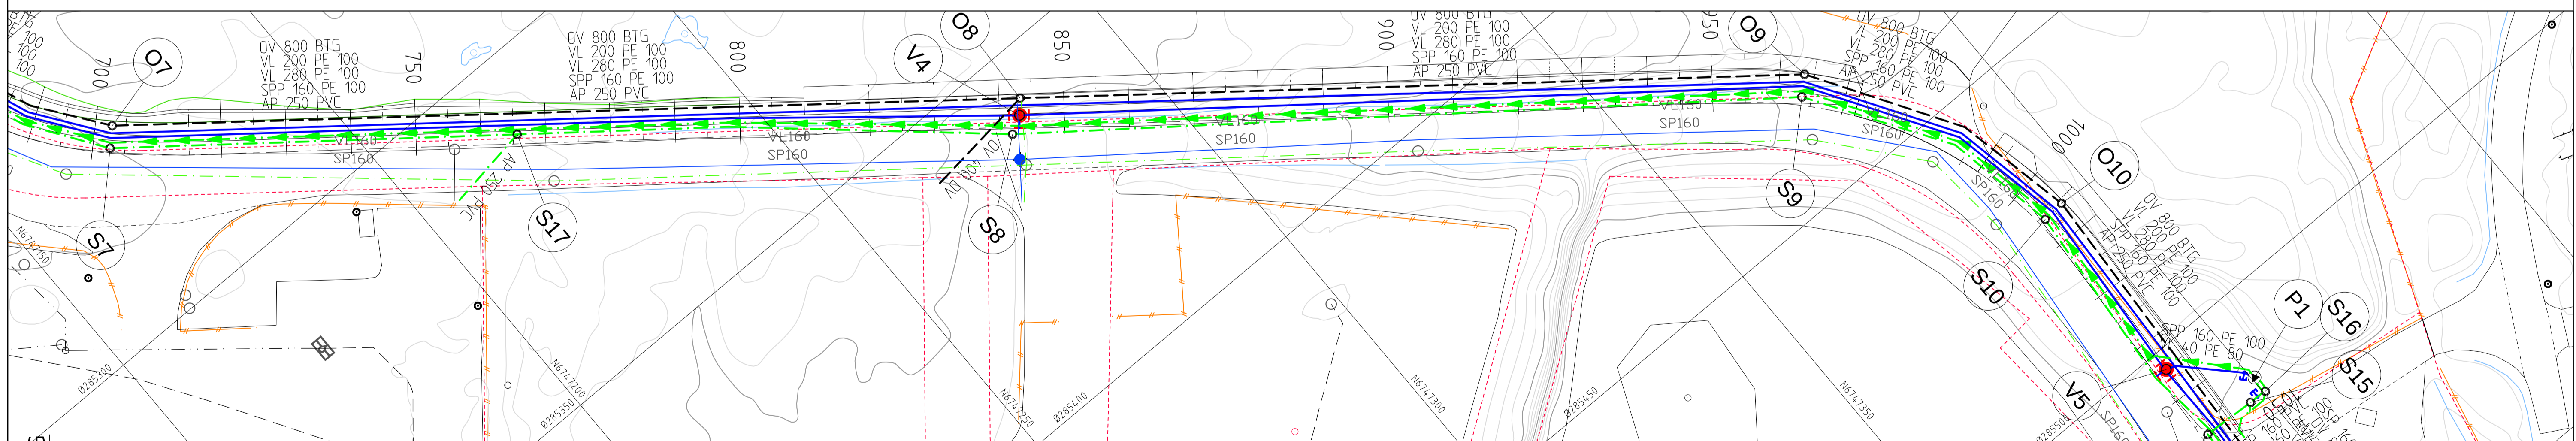 BTG
100
100
100
100
700
O7
OV 800 BTG
VL 200 PE 100
VL 280 PE 100
SPP 160 PE 100
AP 250 PVC
750
OV 800 BTG
VL 200 PE 100
VL 280 PE 100
SPP 160 PE 100
AP 250 PVC
800
V4
O8
850
900
OV 800 BTG
VL 200 PE 100
VL 280 PE 100
SPP 160 PE 100
AP 250 PVC
950
O9
OV 800 BTG
VL 200 PE 100
VL 280 PE 100
SPP 160 PE 100
AP 250 PVC
1000
O10
VL160
SP160
VL160
SP160
VL160
SP160
VL160
SP160
VL160
SP160
VL160
SP160
AP 250 PVC
OV 400 DV
S7
S17
S8
S9
S10
OV 800 BTG
VL 200 PE 100
VL 280 PE 100
SPP 160 PE 100
AP 250 PVC
P1
S16
S15
V5
SPP 160 PE 100
40 PE 80
SP160
N6747150
Ø285300
N6747200
Ø285350
N6747250
Ø285400
N6747300
Ø285450
N6747350
Ø285500